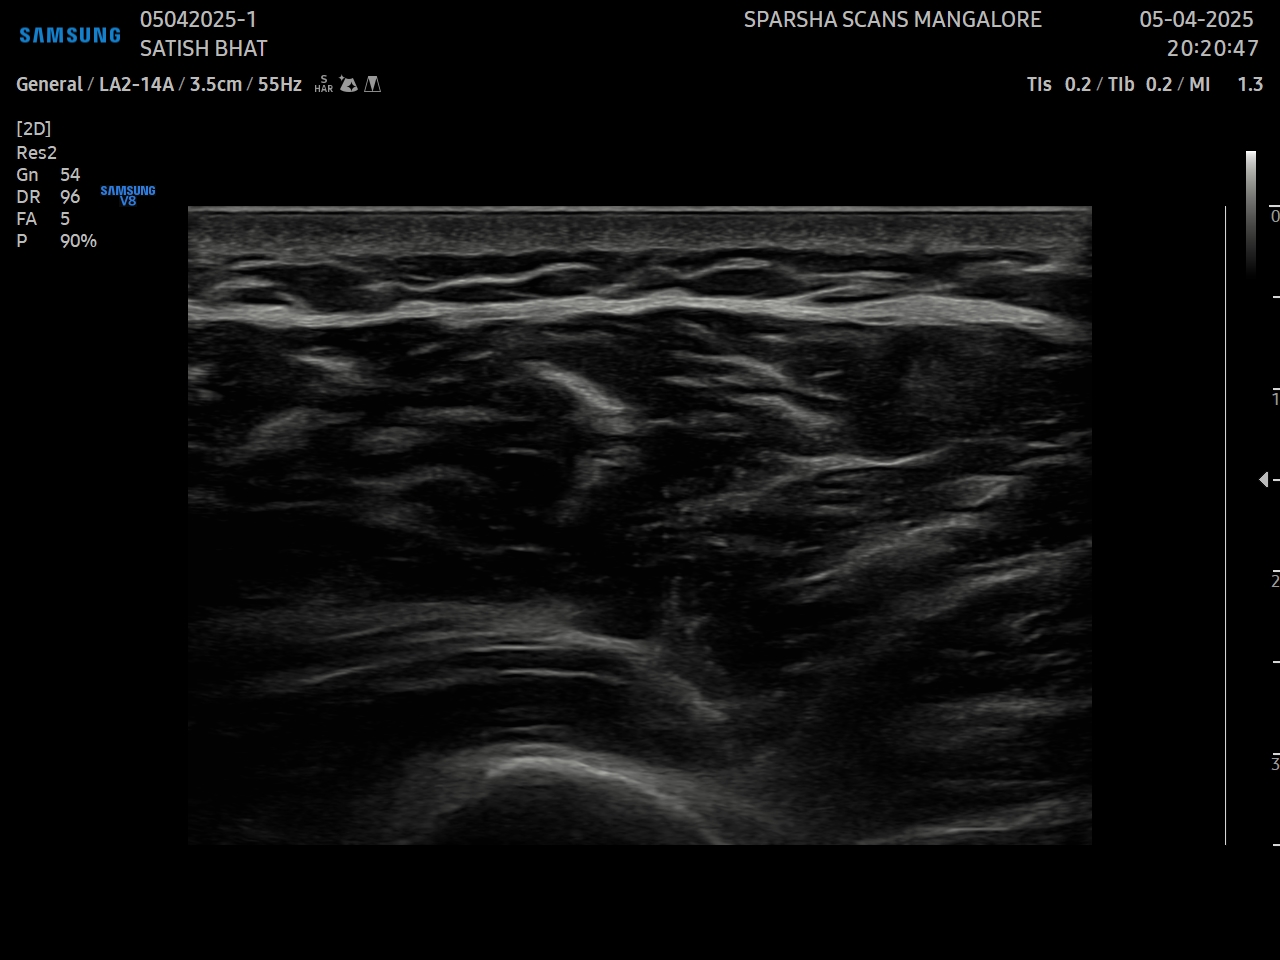 SAMSUNG
05042025-1
SATISH BHAT
SPARSHA SCANS MANGALORE
05-04-2025
20:20:47
General / LA2-14A / 3.5cm / 55Hz
S
HAR
TIs 0.2 / TIb 0.2 / MI 1.3
[2D]
Res2
Gn 54
DR 96
FA 5
P 90%
SAMSUNG
V8
0
1
2
3